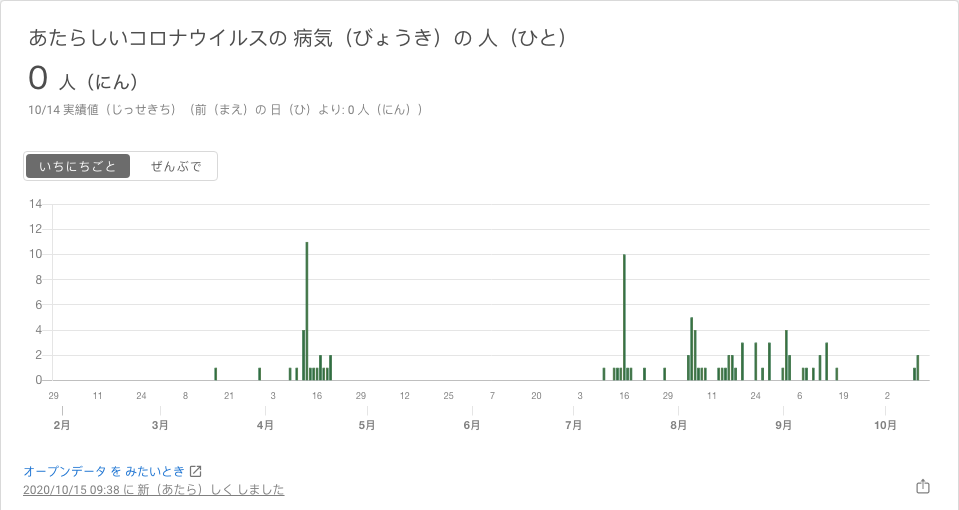 あたらしいコロナウイルスの 病気（びょうき）の 人（ひと）
0 人（にん）
10/14 実績値（じっせきち）（前（まえ）の 日（ひ）より: 0 人（にん））
いちにちごと ぜんぶで
14
12
10
8
6
4
2
0
29 11 24 8 21 3 16 29 12 25 7 20 3 16 29 11 24 6 19 2
2月 3月 4月 5月 6月 7月 8月 9月 10月
オープンデータ を みたいとき
2020/10/15 09:38 に 新（あたら）しく しました